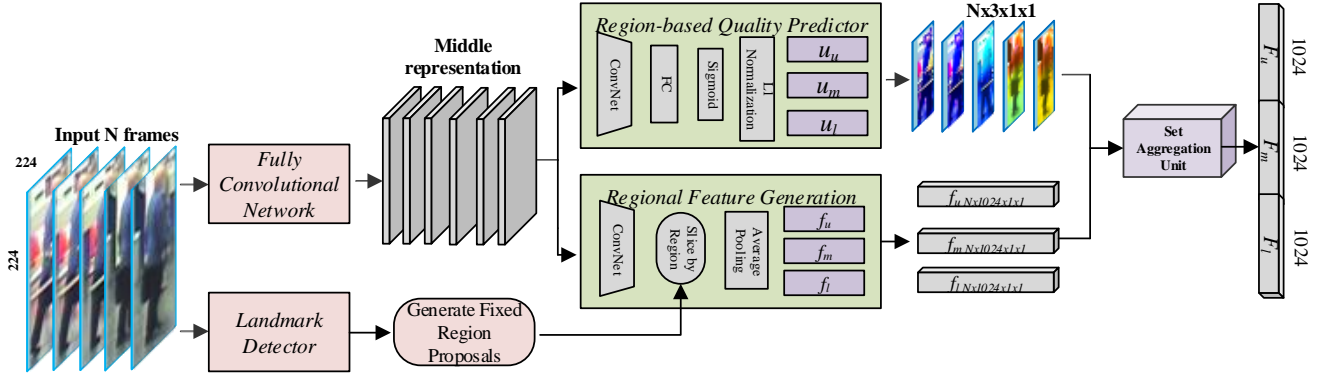 Input N frames
224
224
Fully
Convolutional
Network
Landmark
Detector
Middle
representation
Generate Fixed
Region
Proposals
Region-based Quality Predictor
ConvNet
FC
Sigmoid
L1
Normalization
u_u
u_m
u_l
Regional Feature Generation
ConvNet
Slice by
Region
Average
Pooling
f_u
f_m
f_l
Nx3x1x1
f_u Nx1024x1x1
f_m Nx1024x1x1
f_l Nx1024x1x1
Set
Aggregation
Unit
F_u
F_m
F_l
1024
1024
1024